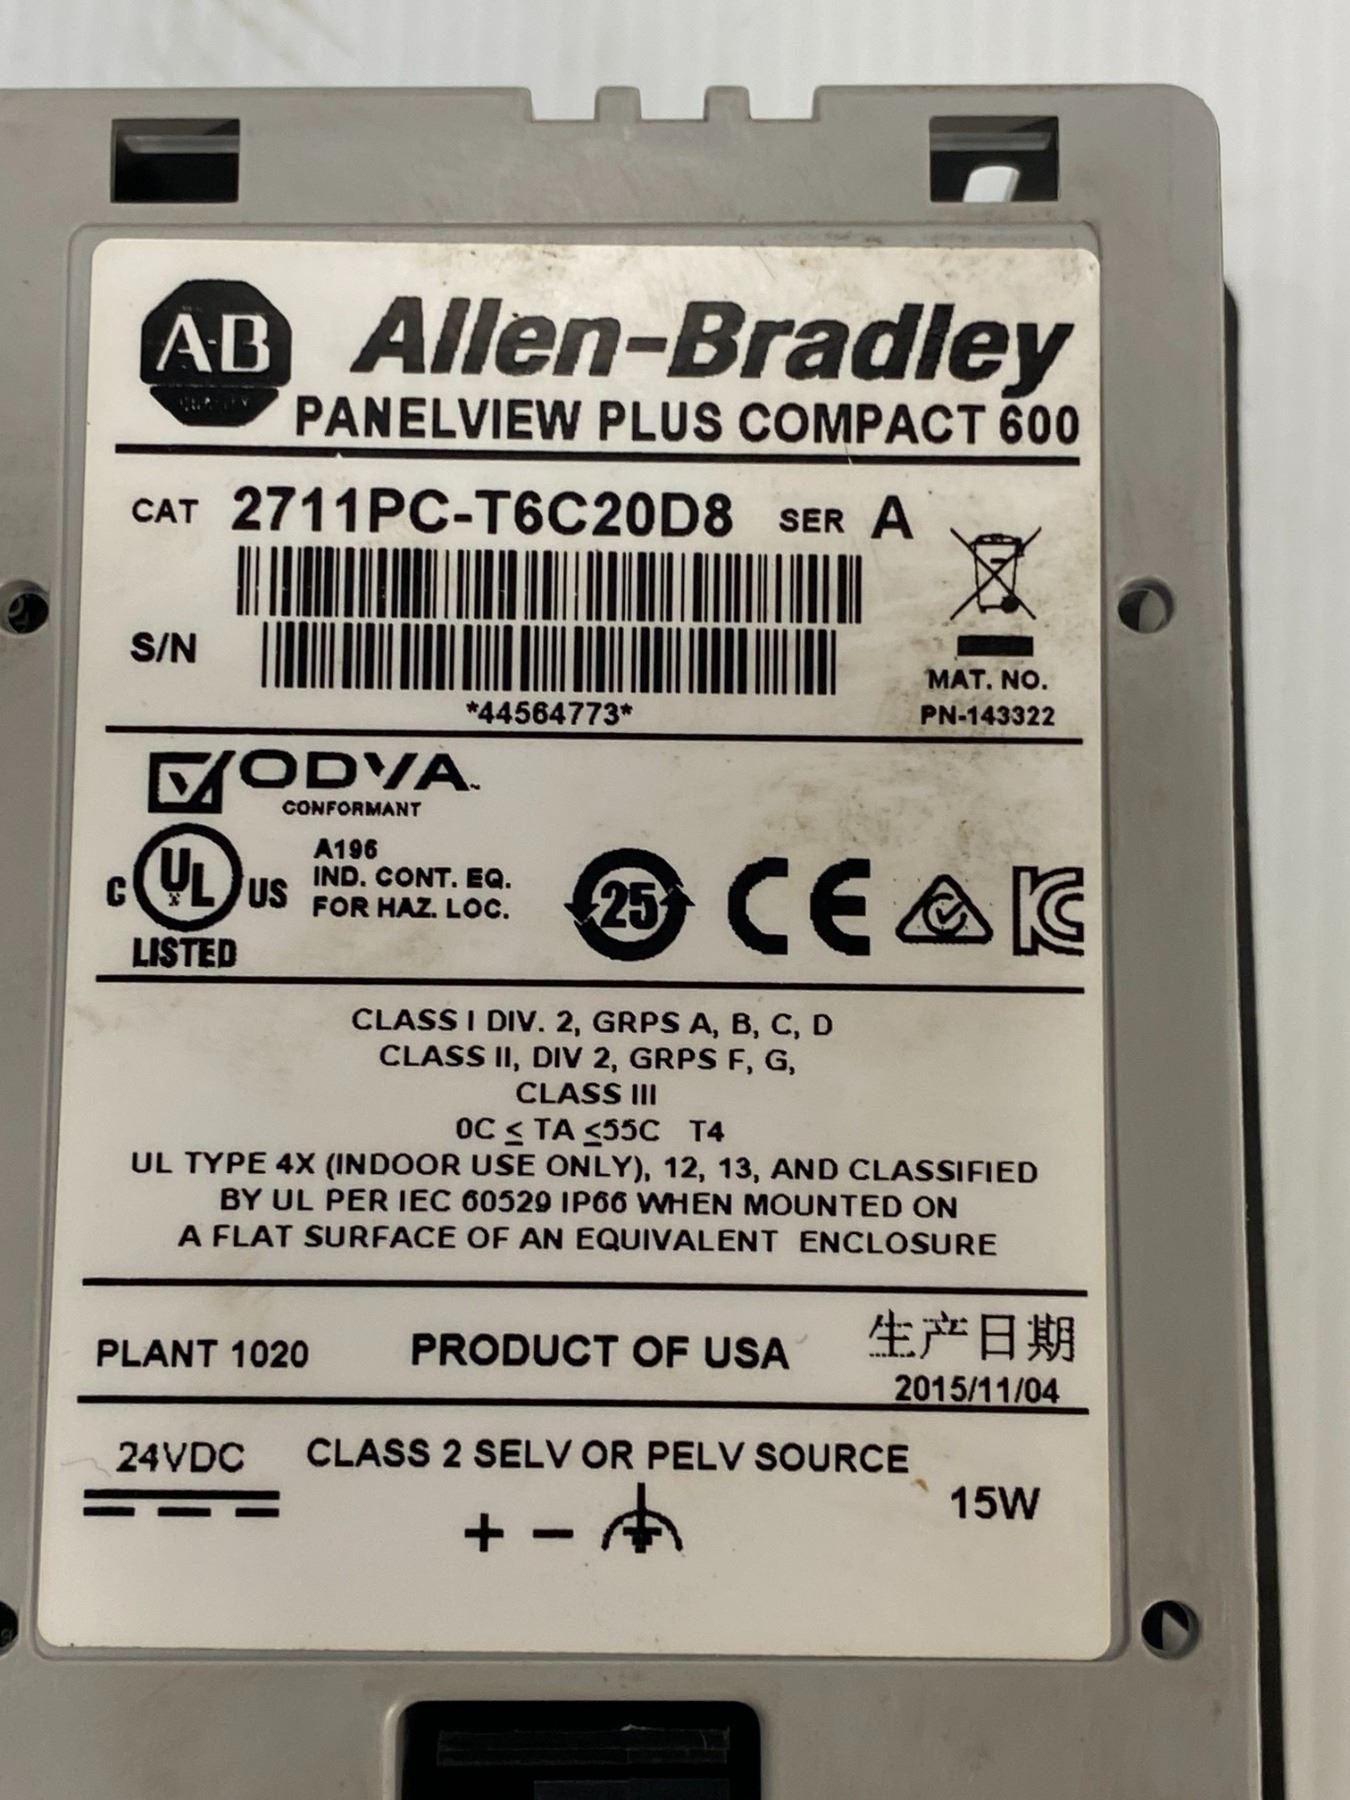 A-B
QUALITY
Allen-Bradley
PANELVIEW PLUS COMPACT 600
CAT 2711PC-T6C20D8 SER A
S/N
*44564773*
MAT. NO.
PN-143322
ODVA
CONFORMANT
C UL US
LISTED
A196
IND. CONT. EQ.
FOR HAZ. LOC.
25
CE
KC
CLASS I DIV. 2, GRPS A, B, C, D
CLASS II, DIV 2, GRPS F, G,
CLASS III
0C ≤ TA ≤55C T4
UL TYPE 4X (INDOOR USE ONLY), 12, 13, AND CLASSIFIED
BY UL PER IEC 60529 IP66 WHEN MOUNTED ON
A FLAT SURFACE OF AN EQUIVALENT ENCLOSURE
PLANT 1020 PRODUCT OF USA 生产日期
2015/11/04
24VDC CLASS 2 SELV OR PELV SOURCE
+ − 15W